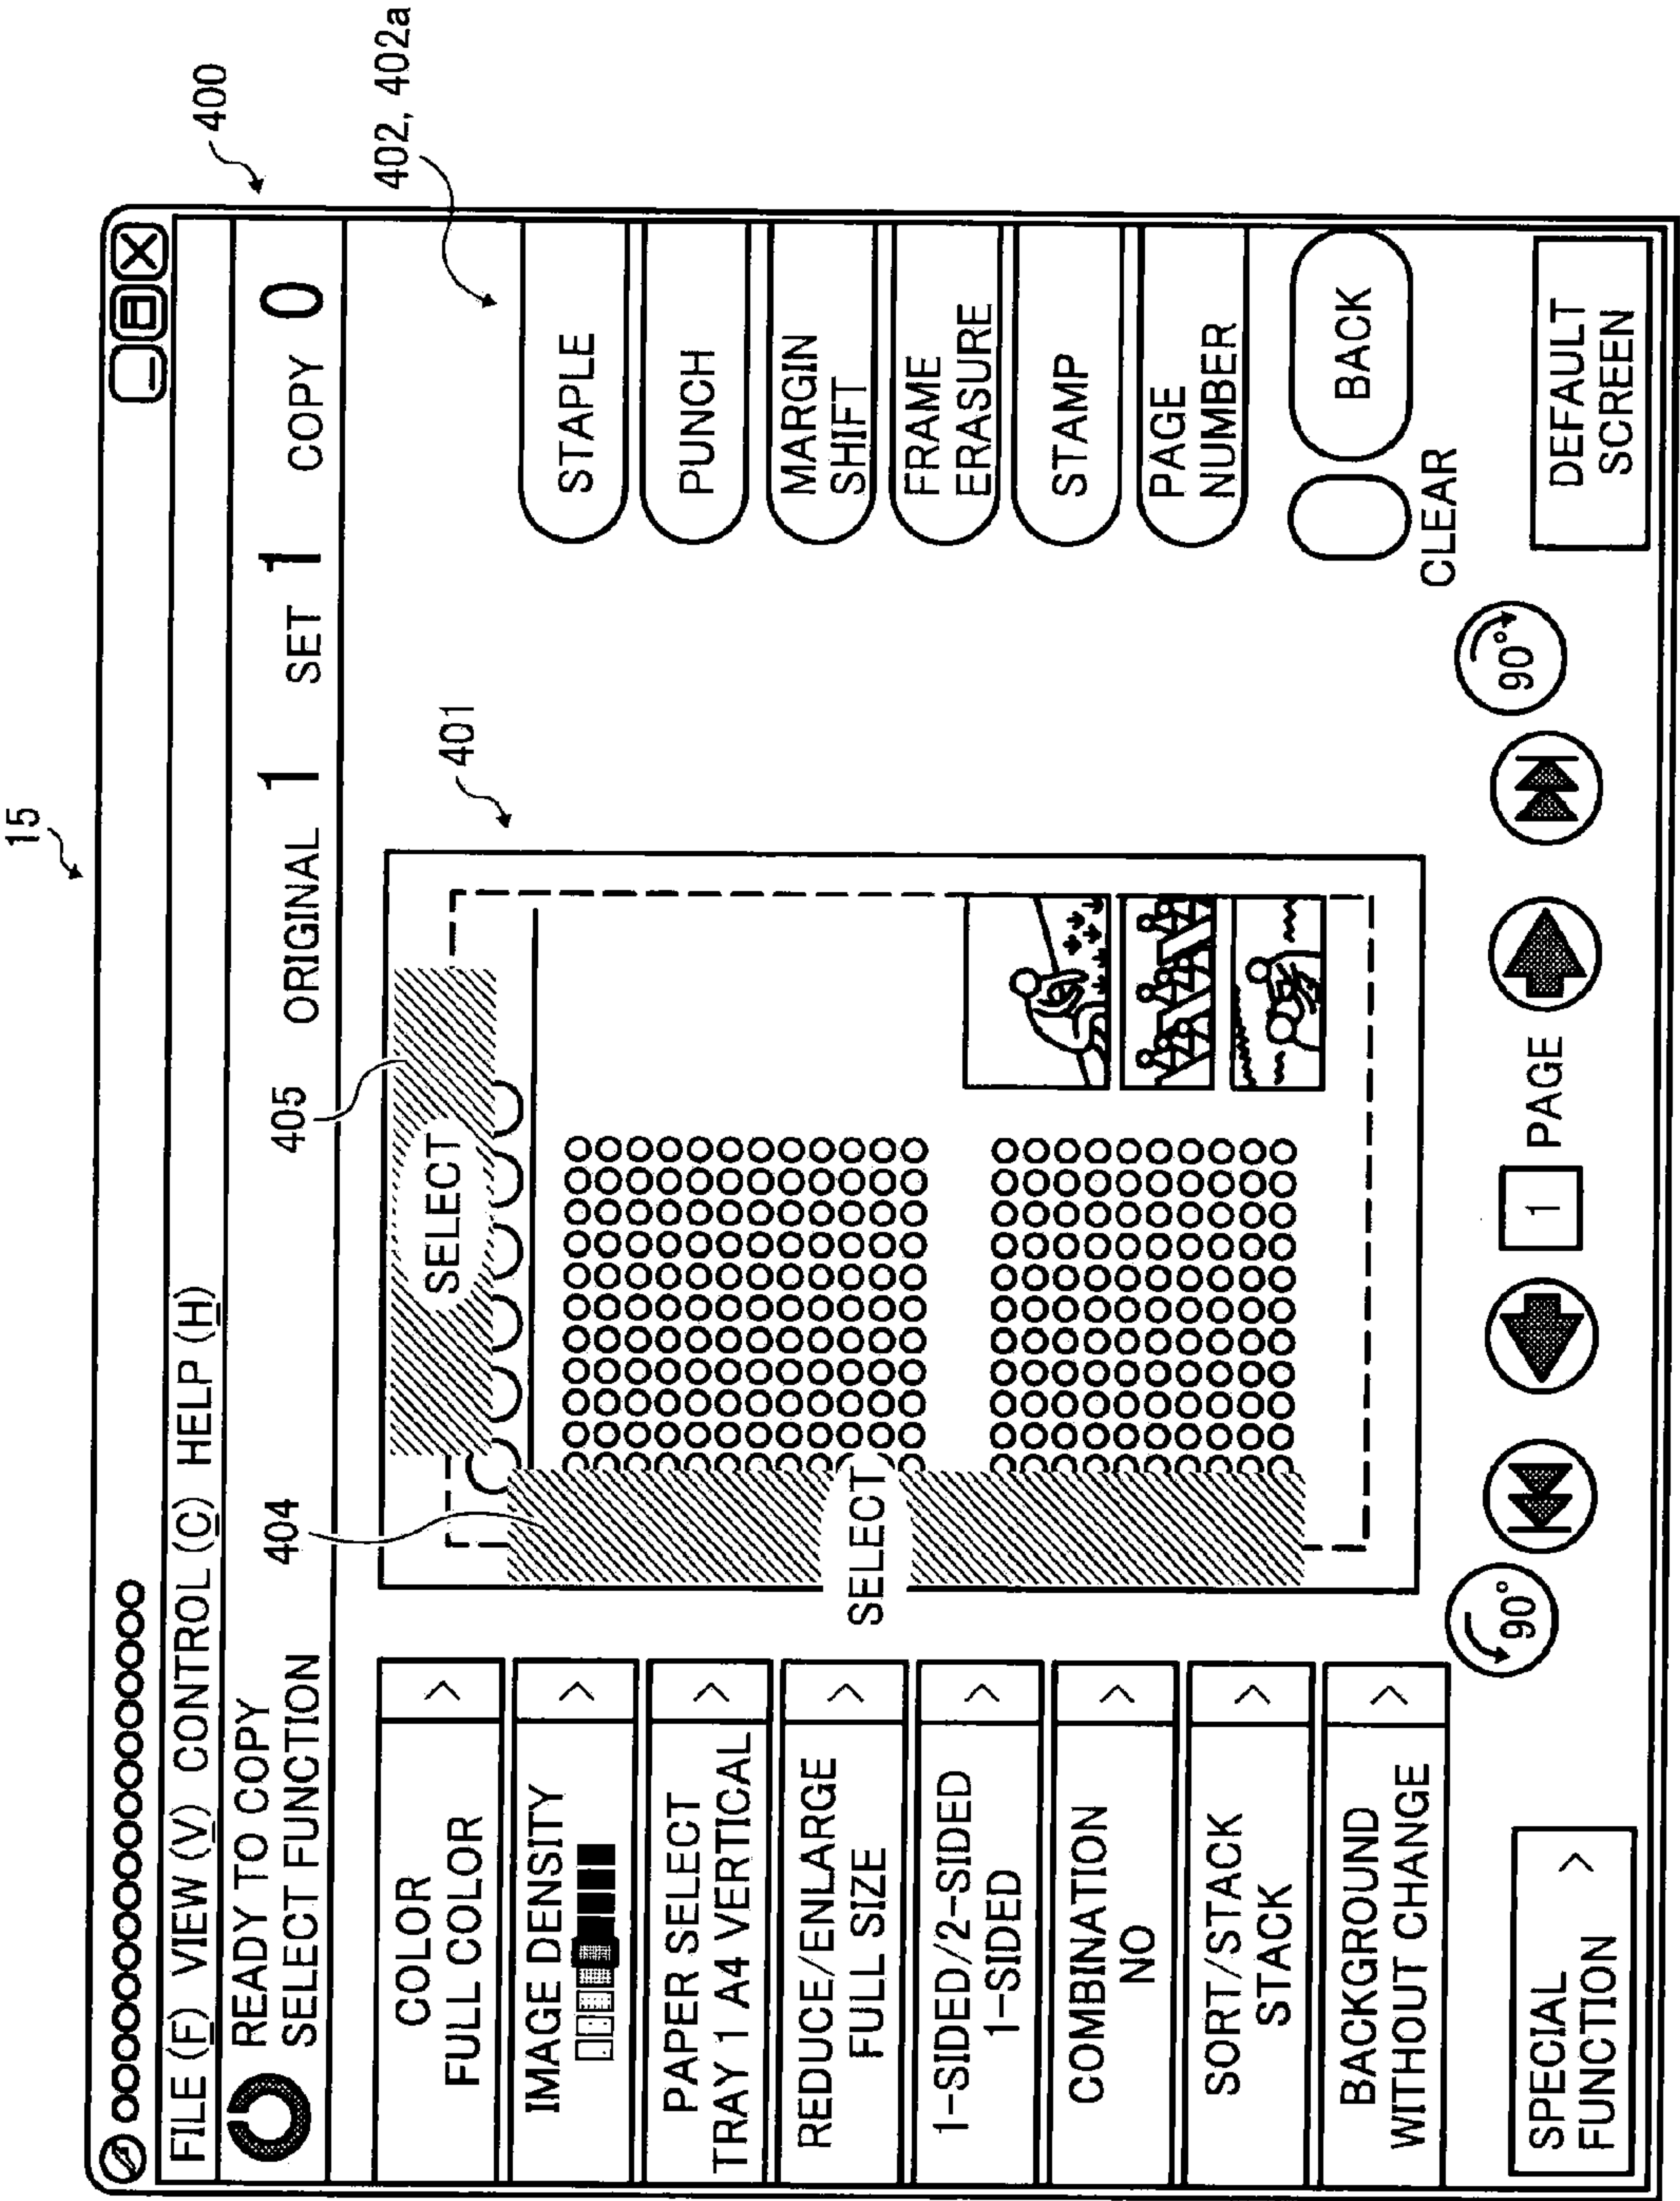 15
400
FILE (F) VIEW (V) CONTROL (C) HELP (H)
READY TO COPY
SELECT FUNCTION
ORIGINAL 1 SET 1 COPY 0
402, 402a
COLOR
FULL COLOR
>
IMAGE DENSITY
>
PAPER SELECT
TRAY 1 A4 VERTICAL
>
REDUCE/ENLARGE
FULL SIZE
>
1-SIDED/2-SIDED
1-SIDED
>
COMBINATION
NO
>
SORT/STACK
STACK
>
BACKGROUND
WITHOUT CHANGE
>
SPECIAL
FUNCTION
>
404
405
401
SELECT
SELECT
STAPLE
PUNCH
MARGIN
SHIFT
FRAME
ERASURE
STAMP
PAGE
NUMBER
CLEAR
BACK
90°
1 PAGE
90°
DEFAULT
SCREEN